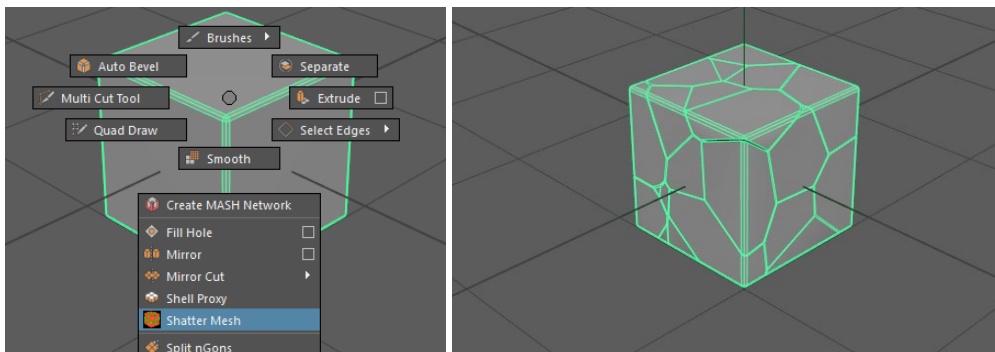 Brushes
Auto Bevel
Separate
Multi Cut Tool
Extrude
Quad Draw
Select Edges
Smooth
Create MASH Network
Fill Hole
Mirror
Mirror Cut
Shell Proxy
Shatter Mesh
Split nGons